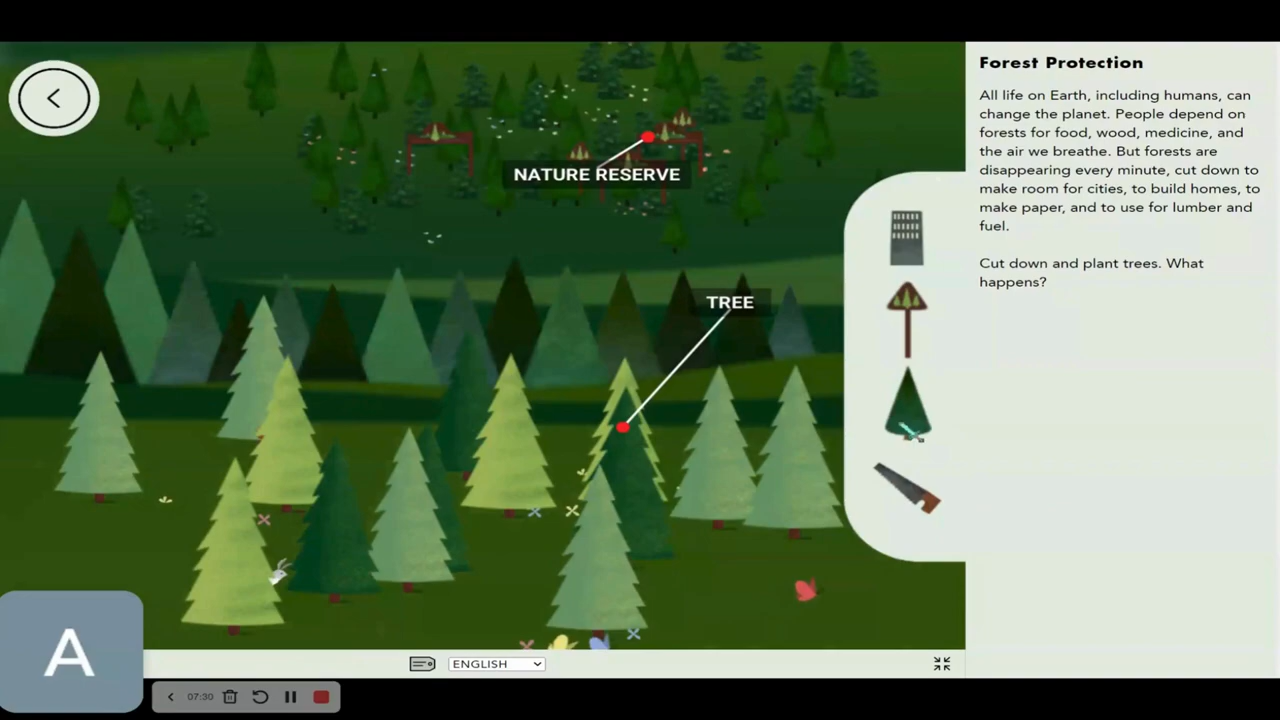 Forest Protection
All life on Earth, including humans, can
change the planet. People depend on
forests for food, wood, medicine, and
the air we breathe. But forests are
disappearing every minute, cut down to
make room for cities, to build homes, to
make paper, and to use for lumber and
fuel.
Cut down and plant trees. What
happens?
NATURE RESERVE
TREE
A
ENGLISH
07:30